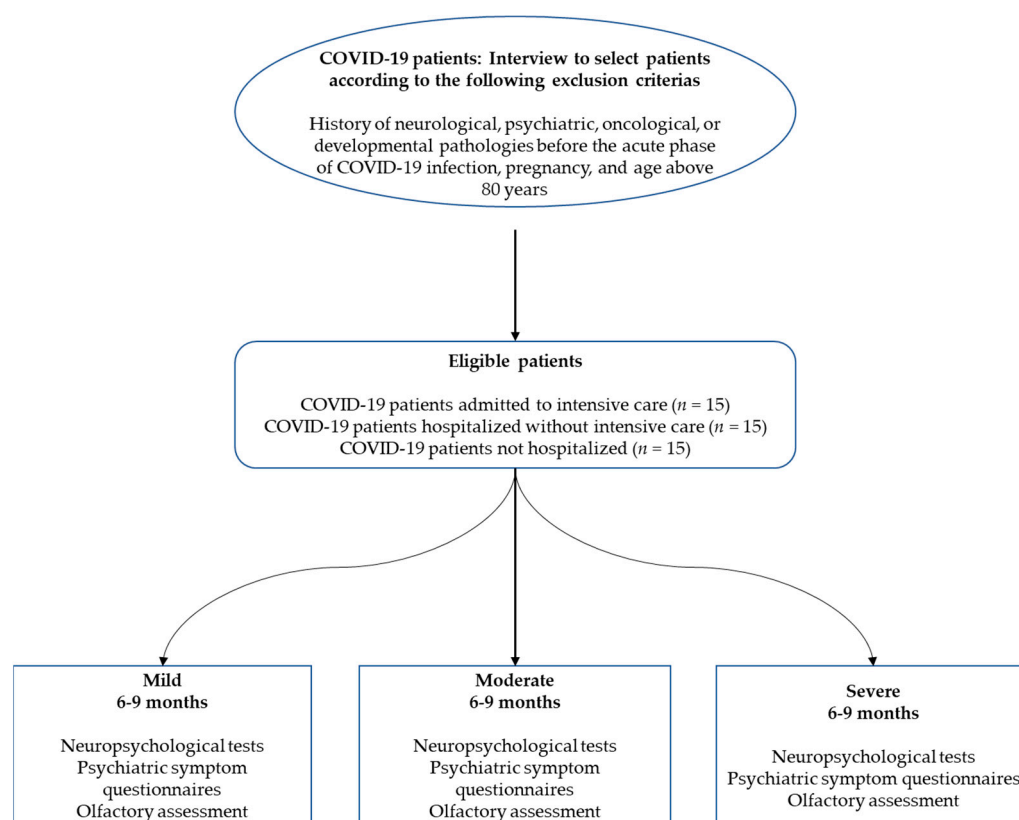 COVID-19 patients: Interview to select patients
according to the following exclusion criterias
History of neurological, psychiatric, oncological, or
developmental pathologies before the acute phase
of COVID-19 infection, pregnancy, and age above
80 years
Eligible patients
COVID-19 patients admitted to intensive care (n = 15)
COVID-19 patients hospitalized without intensive care (n = 15)
COVID-19 patients not hospitalized (n = 15)
Mild
6-9 months
Neuropsychological tests
Psychiatric symptom
questionnaires
Olfactory assessment
Moderate
6-9 months
Neuropsychological tests
Psychiatric symptom
questionnaires
Olfactory assessment
Severe
6-9 months
Neuropsychological tests
Psychiatric symptom questionnaires
Olfactory assessment